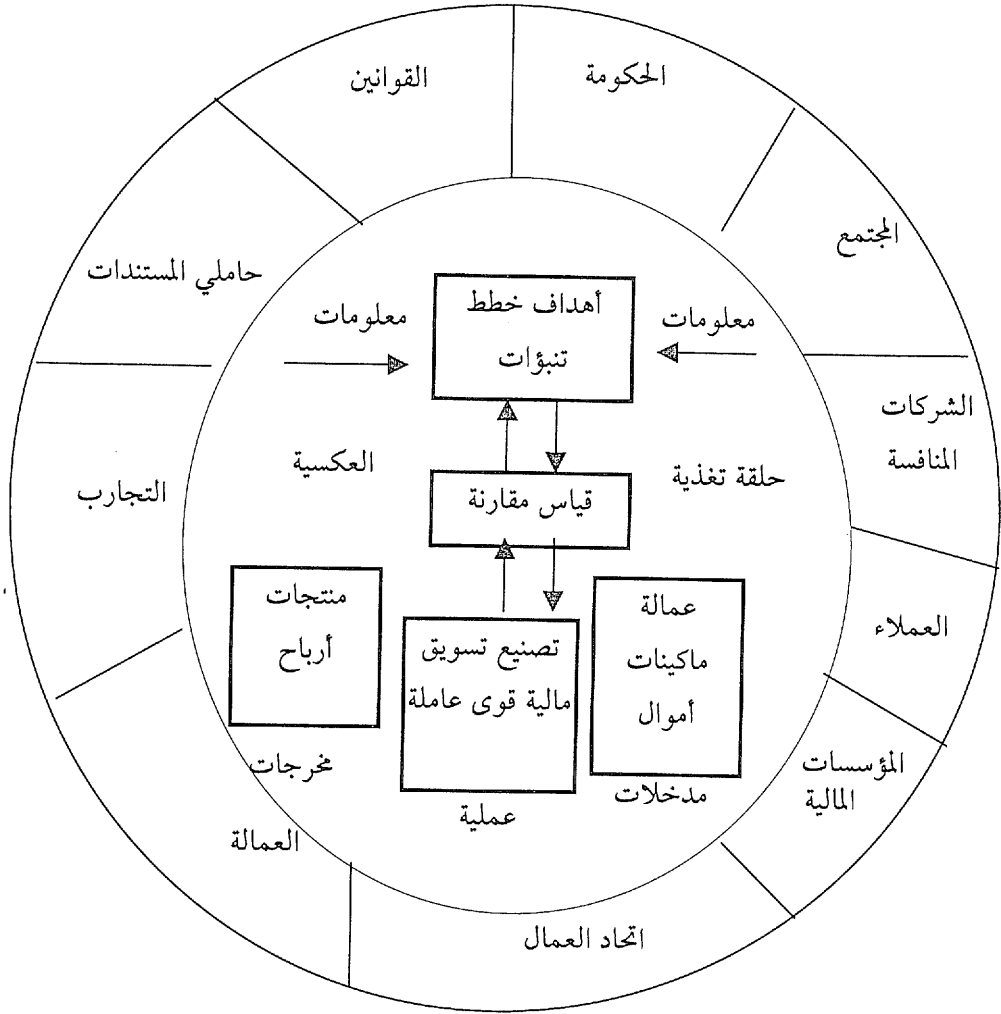 الحكومة
القوانين
المجتمع
حاملي المستندات
أهداف خطط
تنبؤات
معلومات
معلومات
الشركات
المنافسة
التجارب
العكسية
حلقة تغذية
قياس مقارنة
العملاء
عمالة
ماكينات
أموال
مدخلات
تصنيع تسويق
مالية قوى عاملة
عملية
منتجات
أرباح
مخرجات
المؤسسات
المالية
العمالة
اتحاد العمال